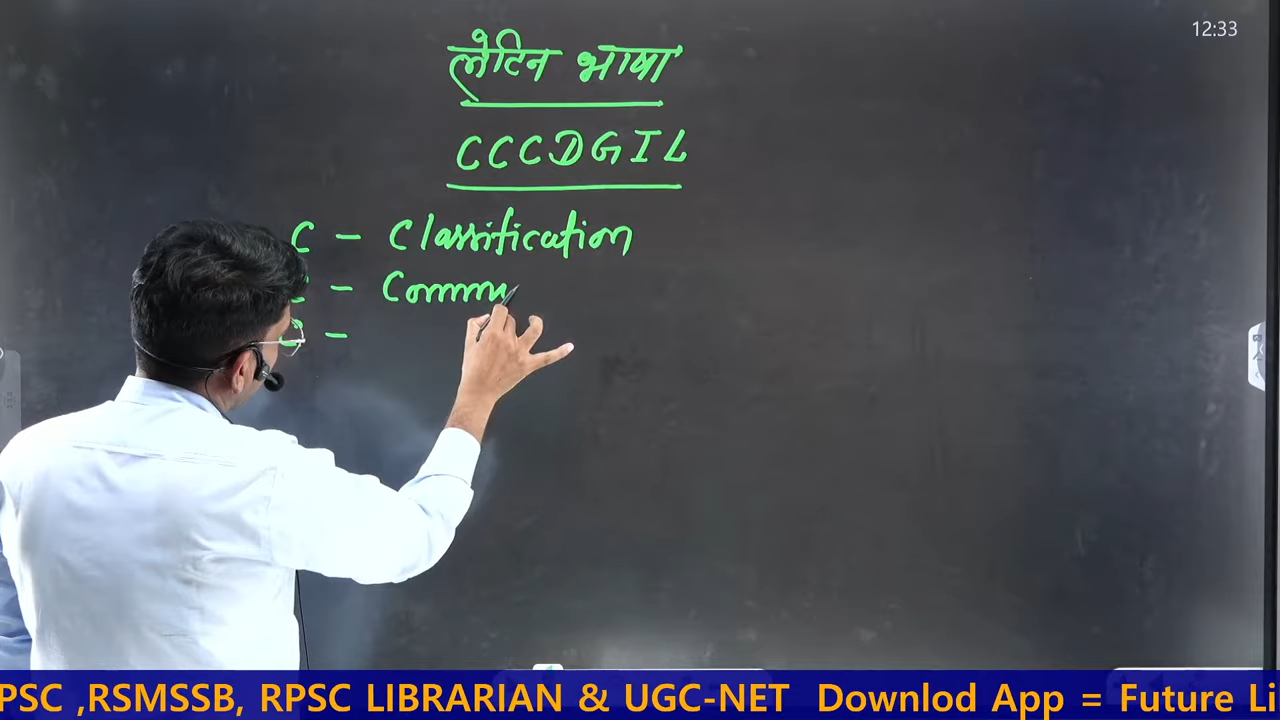 12:33
लेटिन भाषा
CCCDGIL
C - Classification
C - Commu
C -
PSC ,RSMSSB, RPSC LIBRARIAN & UGC-NET Downlod App = Future Li